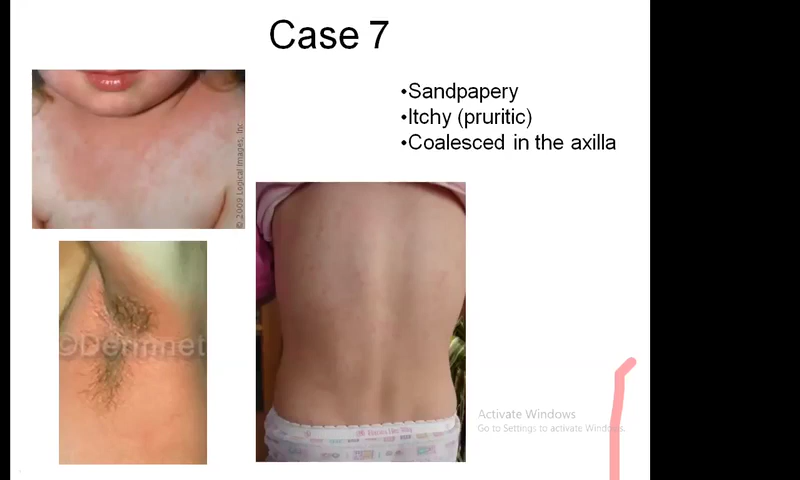 Case 7
•Sandpapery
•Itchy (pruritic)
•Coalesced in the axilla
© 2009 Logical Images, Inc
©Dermnet
Activate Windows
Go to Settings to activate Windows.